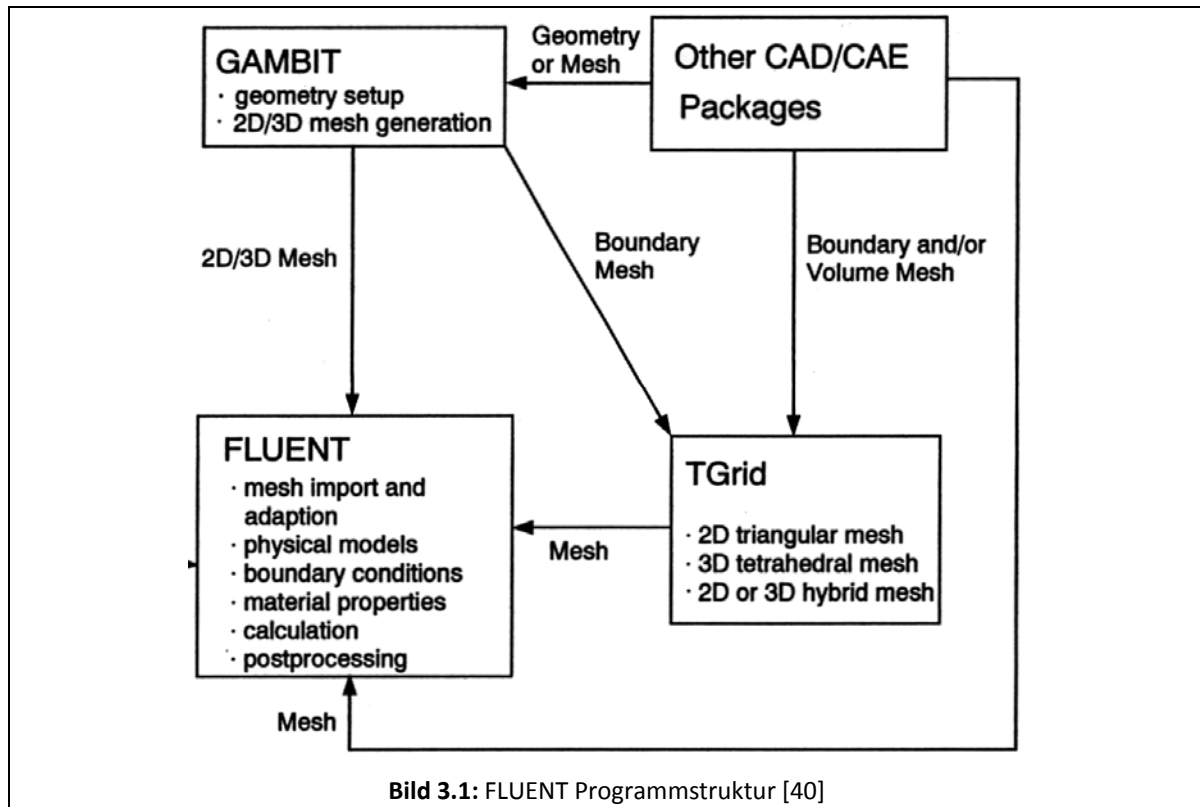 GAMBIT
· geometry setup
· 2D/3D mesh generation
Geometry
or Mesh
Other CAD/CAE
Packages
2D/3D Mesh
Boundary
Mesh
Boundary and/or
Volume Mesh
FLUENT
· mesh import and
adaption
· physical models
· boundary conditions
· material properties
· calculation
· postprocessing
Mesh
TGrid
· 2D triangular mesh
· 3D tetrahedral mesh
· 2D or 3D hybrid mesh
Mesh
Bild 3.1: FLUENT Programmstruktur [40]